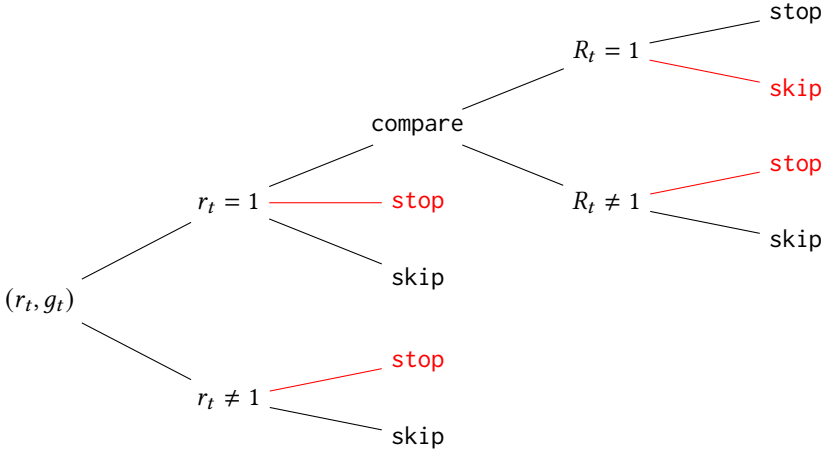 stop
R_t = 1
skip
compare
stop
r_t = 1
stop
R_t ≠ 1
skip
skip
(r_t, g_t)
stop
r_t ≠ 1
skip